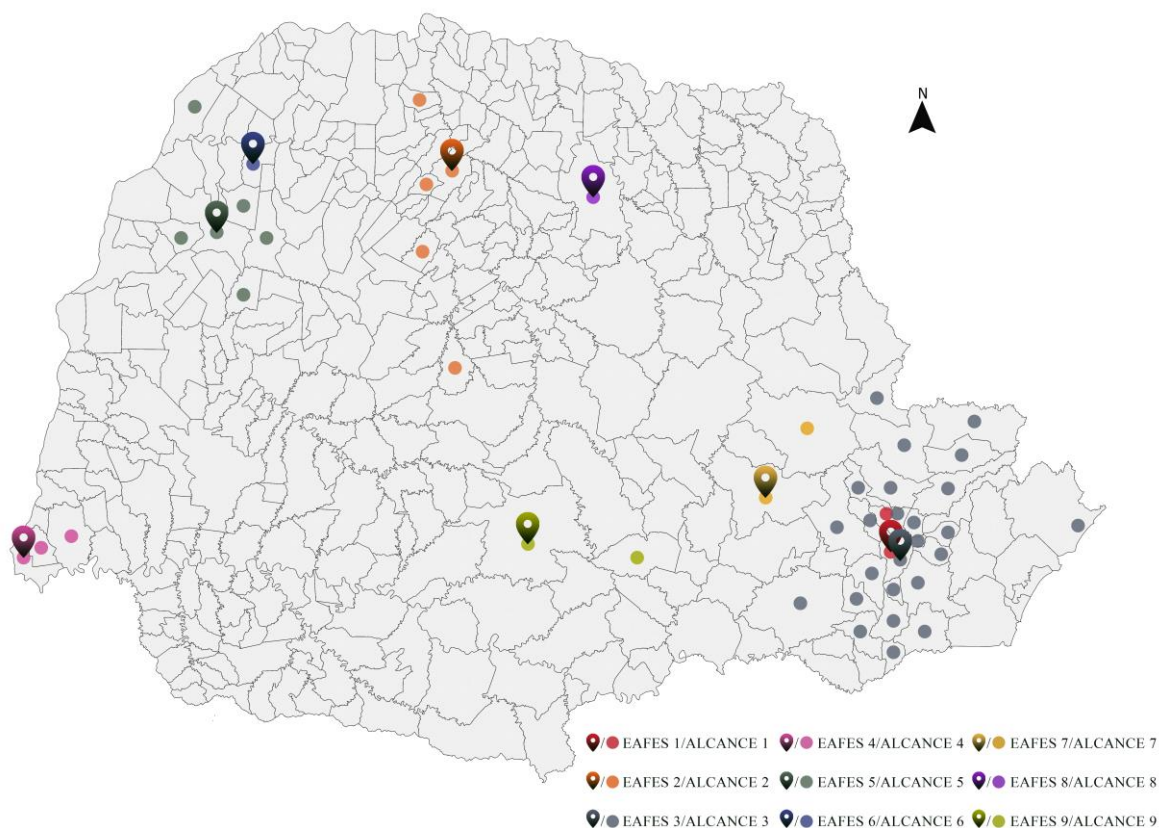 N
/ EAFES 1/ALCANCE 1 / EAFES 4/ALCANCE 4 / EAFES 7/ALCANCE 7
/ EAFES 2/ALCANCE 2 / EAFES 5/ALCANCE 5 / EAFES 8/ALCANCE 8
/ EAFES 3/ALCANCE 3 / EAFES 6/ALCANCE 6 / EAFES 9/ALCANCE 9